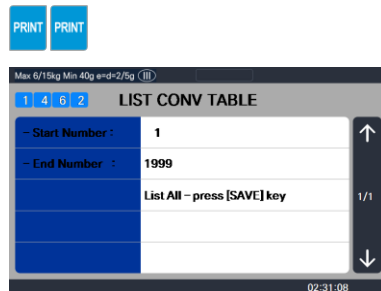 PRINT PRINT
Max 6/15kg Min 40g e=d=2/5g (III)
1 4 6 2 LIST CONV TABLE
- Start Number : 1
- End Number : 1999
List All - press [SAVE] key
1/1
02:31:08